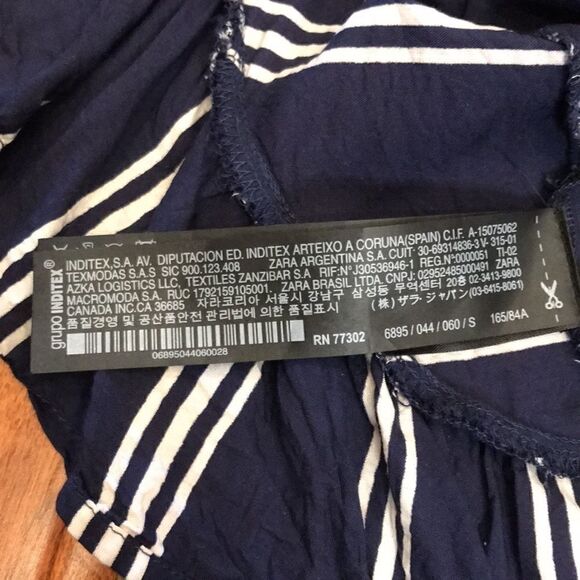 grupo INDITEX®
INDITEX,S.A. AV. DIPUTACION ED. INDITEX ARTEIXO A CORUNA(SPAIN) C.I.F. A-15075062
TEXMODAS S.A.S SIC 900.123.408 ZARA ARGENTINA S.A. CUIT 30-69314836-3 V- 315-01
AZKA LOGISTICS LLC, TEXTILES ZANZIBAR S.A. RIF:Nº J30536946-1 REG.Nº0000051 TI-02
MACROMODA S.A., RUC 1792159105001. ZARA BRASIL LTDA. CNPJ: 02952485000491 ZARA
CANADA INC.CA 36685 자라코리아 서울시 강남구 삼성동 무역센타 20층 02-3413-9800
품질경영 및 공산품안전 관리법에 의한 품질표시 (株) ザラ・ジャパン (03-6415-8061)
06895044060028
RN 77302
6895 / 044 / 060 / S
165/84A